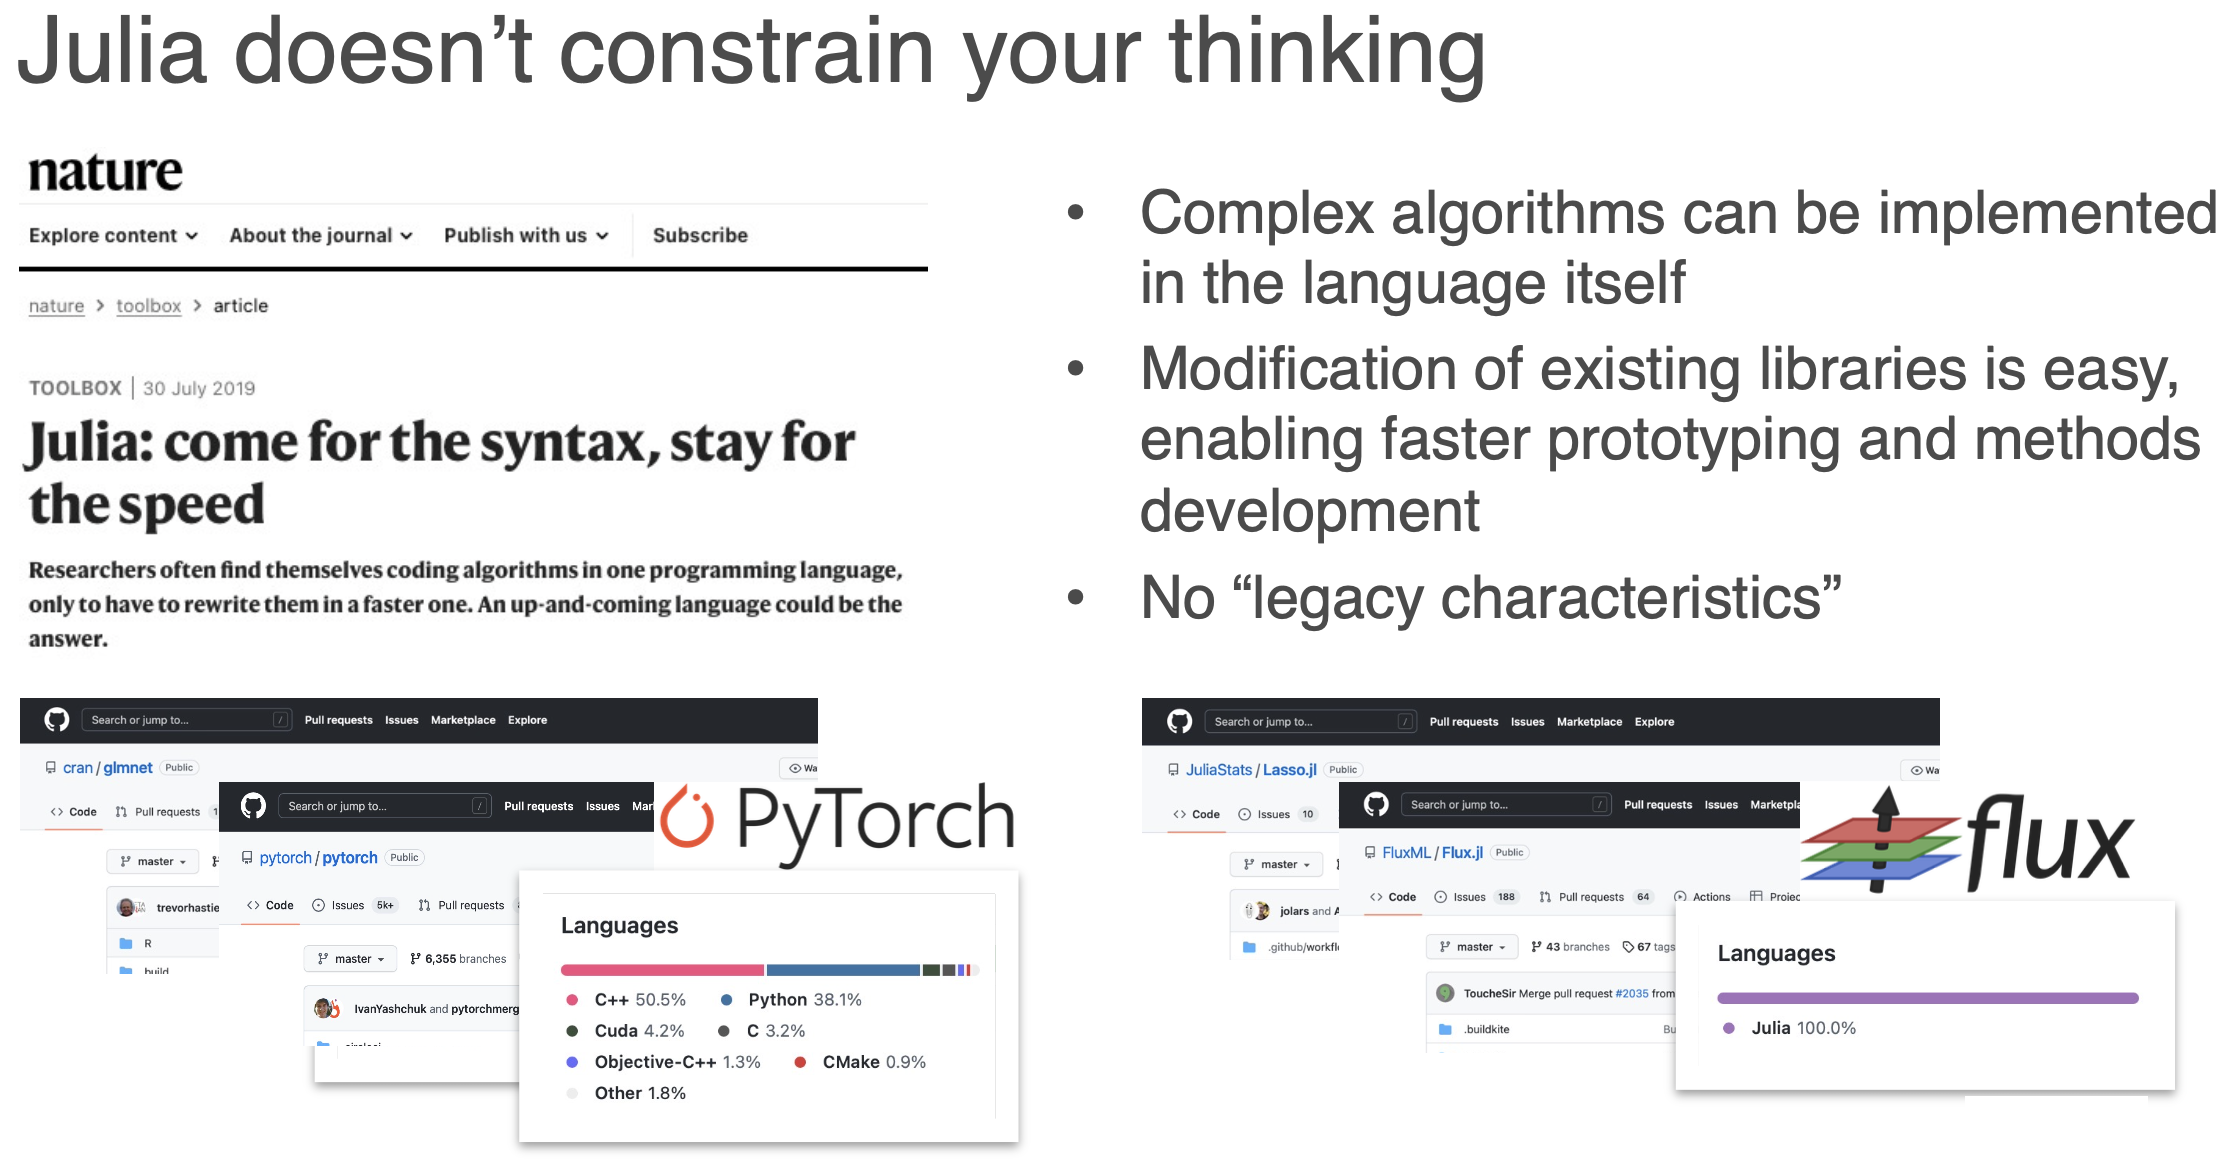 Julia doesn’t constrain your thinking
nature
Explore content About the journal Publish with us Subscribe
nature > toolbox > article
TOOLBOX | 30 July 2019
Julia: come for the syntax, stay for
the speed
Researchers often find themselves coding algorithms in one programming language,
only to have to rewrite them in a faster one. An up-and-coming language could be the
answer.
• Complex algorithms can be implemented
in the language itself
• Modification of existing libraries is easy,
enabling faster prototyping and methods
development
• No “legacy characteristics”
Search or jump to... / Pull requests Issues Marketplace Explore
cran / glmnet Public
Code Pull requests
master
trevorhastie
R
build
Search or jump to... / Pull requests Issues
PyTorch
pytorch / pytorch Public
Code Issues 5k+ Pull requests
master 6,355 branches
IvanYashchuk and pytorchmerg
Languages
C++ 50.5% Python 38.1%
Cuda 4.2% C 3.2%
Objective-C++ 1.3% CMake 0.9%
Other 1.8%
Search or jump to... / Pull requests Issues Marketplace Explore
JuliaStats / Lasso.jl Public
Code Issues 10
master
jolars and
.github/workfl
Search or jump to... / Pull requests Issues Marketpla
flux
FluxML / Flux.jl Public
Code Issues 188 Pull requests 64 Actions Projec
master 43 branches 67 tags
ToucheSir Merge pull request #2035 from
.buildkite Bu
Languages
Julia 100.0%